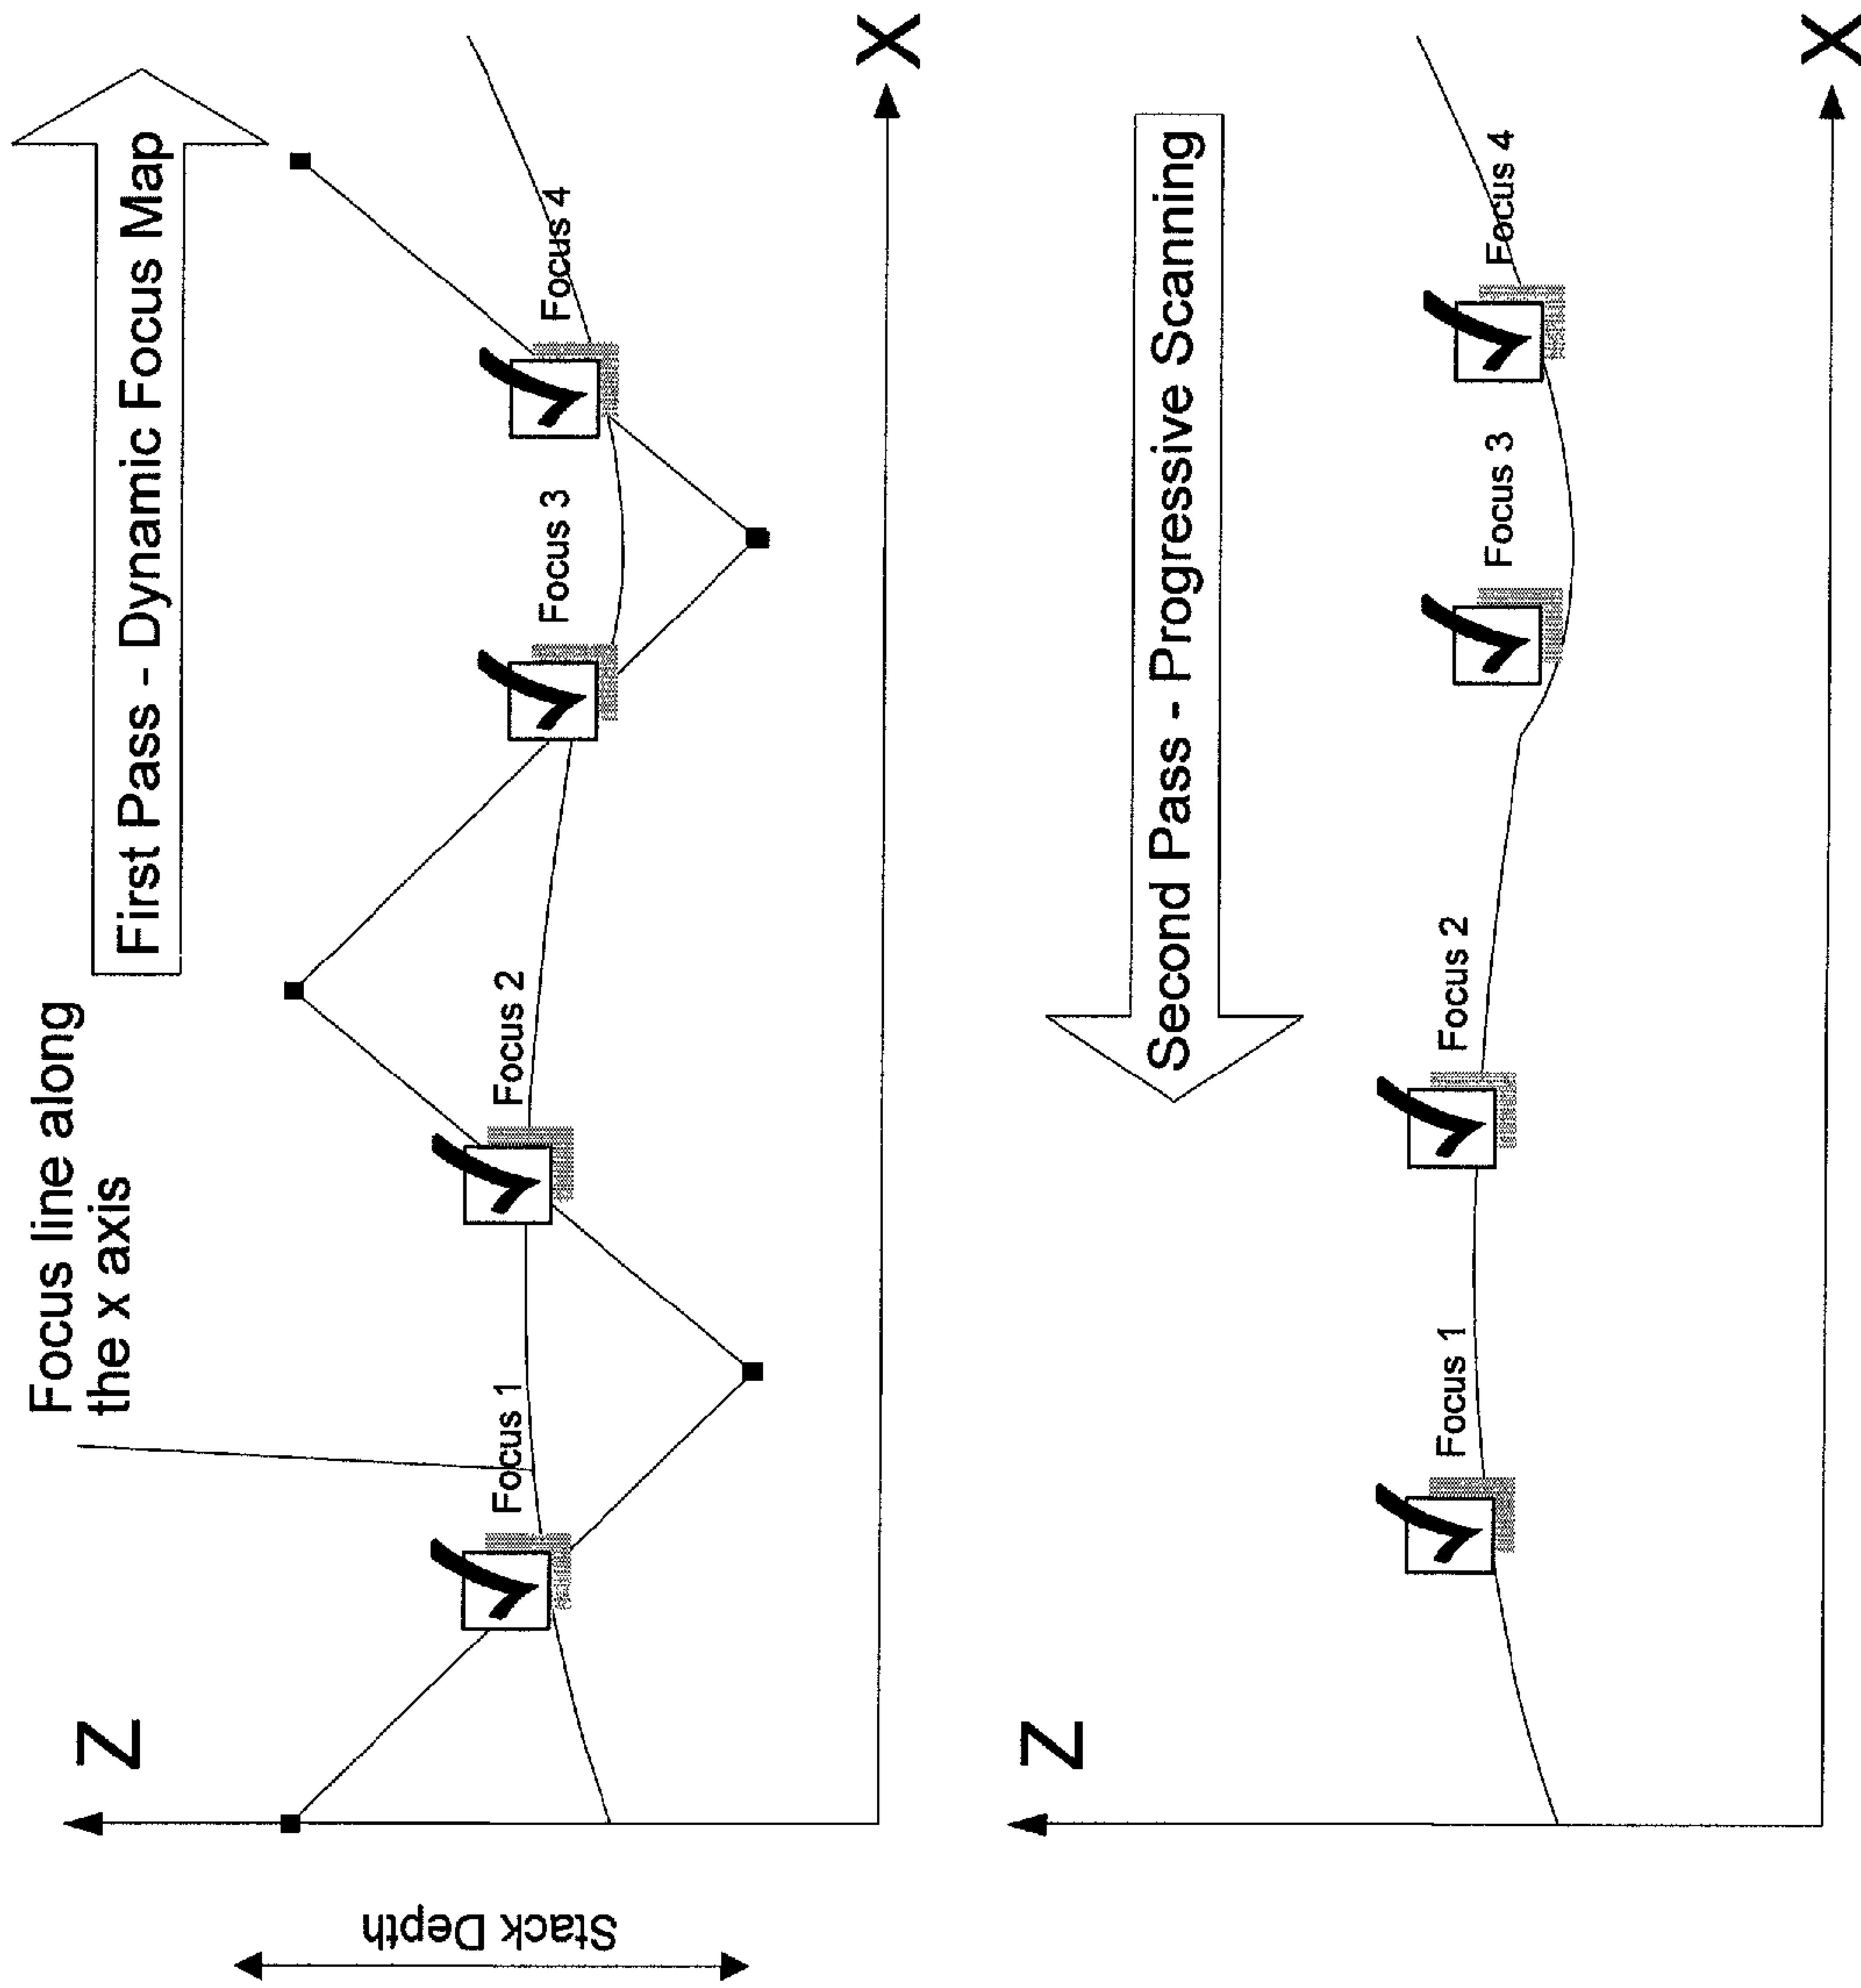 Focus line along
the x axis
First Pass - Dynamic Focus Map
Z
Stack Depth
Focus 1
Focus 2
Focus 3
Focus 4
X
Second Pass - Progressive Scanning
Z
Focus 1
Focus 2
Focus 3
Focus 4
X